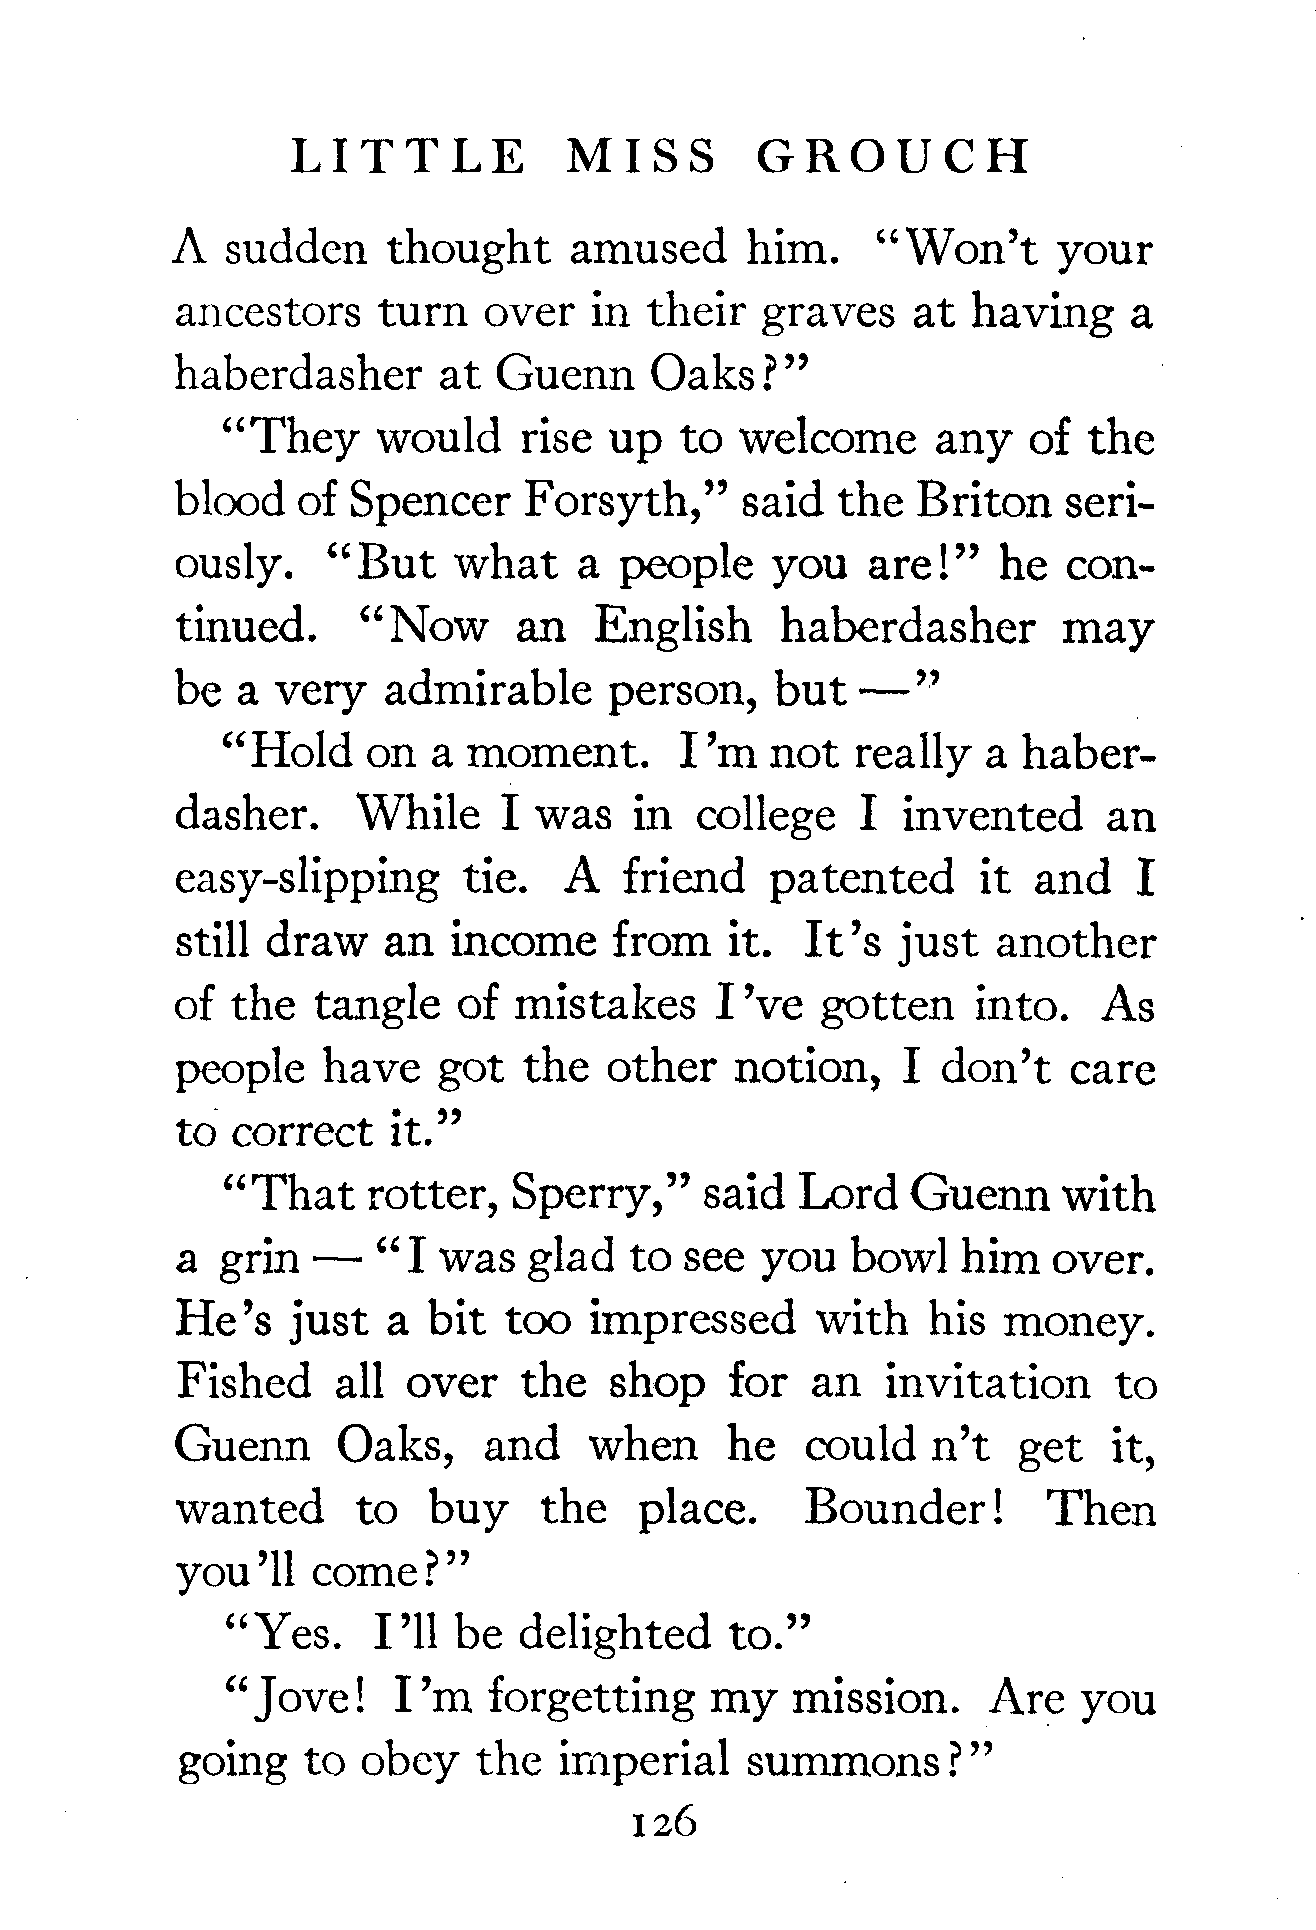 LITTLE MISS GROUCH
A sudden thought amused him. “Won’t your
ancestors turn over in their graves at having a
haberdasher at Guenn Oaks?”
“They would rise up to welcome any of the
blood of Spencer Forsyth,” said the Briton seri-
ously. “But what a people you are!” he con-
tinued. “Now an English haberdasher may
be a very admirable person, but —”
“Hold on a moment. I’m not really a haber-
dasher. While I was in college I invented an
easy-slipping tie. A friend patented it and I
still draw an income from it. It’s just another
of the tangle of mistakes I’ve gotten into. As
people have got the other notion, I don’t care
to correct it.”
“That rotter, Sperry,” said Lord Guenn with
a grin — “I was glad to see you bowl him over.
He’s just a bit too impressed with his money.
Fished all over the shop for an invitation to
Guenn Oaks, and when he could n’t get it,
wanted to buy the place. Bounder! Then
you’ll come?”
“Yes. I’ll be delighted to.”
“Jove! I’m forgetting my mission. Are you
going to obey the imperial summons?”
126